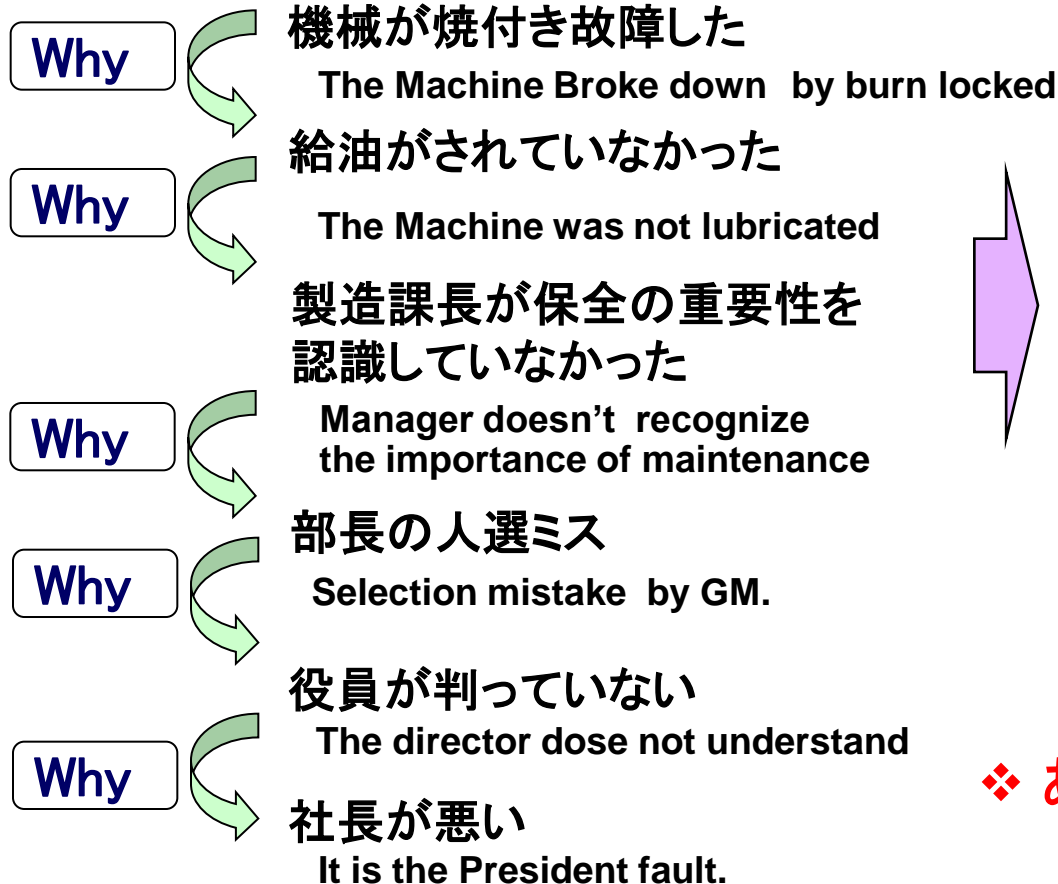 Why
機械が焼付き故障した
The Machine Broke down by burn locked
Why
給油がされていなかった
The Machine was not lubricated
製造課長が保全の重要性を
認識していなかった
Why
Manager doesn't recognize
the importance of maintenance
部長の人選ミス
Why
Selection mistake by GM.
役員が判っていない
The director dose not understand
Why
社長が悪い
It is the President fault.